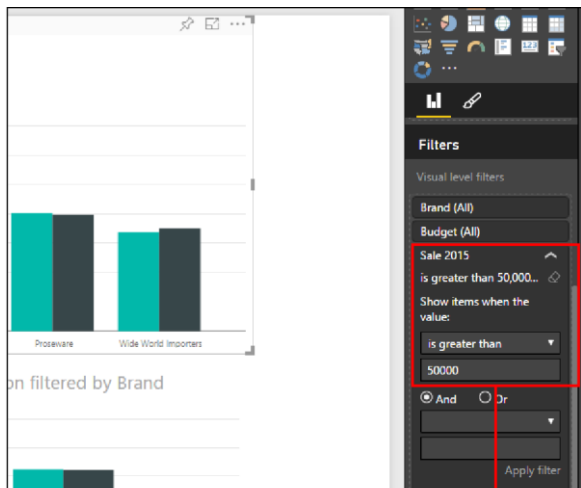 Filters
Visual level filters
Brand (All)
Budget (All)
Sale 2015
is greater than 50,000...
Show items when the
value:
is greater than
50000
And Or
Apply filter
Proseware Wide World Importers
on filtered by Brand
123